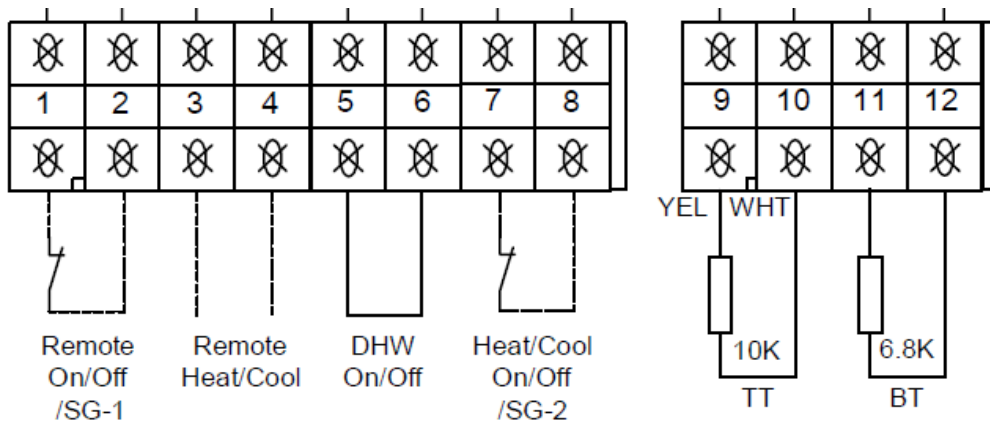 1 2 3 4 5 6 7 8 9 10 11 12
YEL WHT
10K
6.8K
TT
BT
Remote
On/Off
/SG-1
Remote
Heat/Cool
DHW
On/Off
Heat/Cool
On/Off
/SG-2